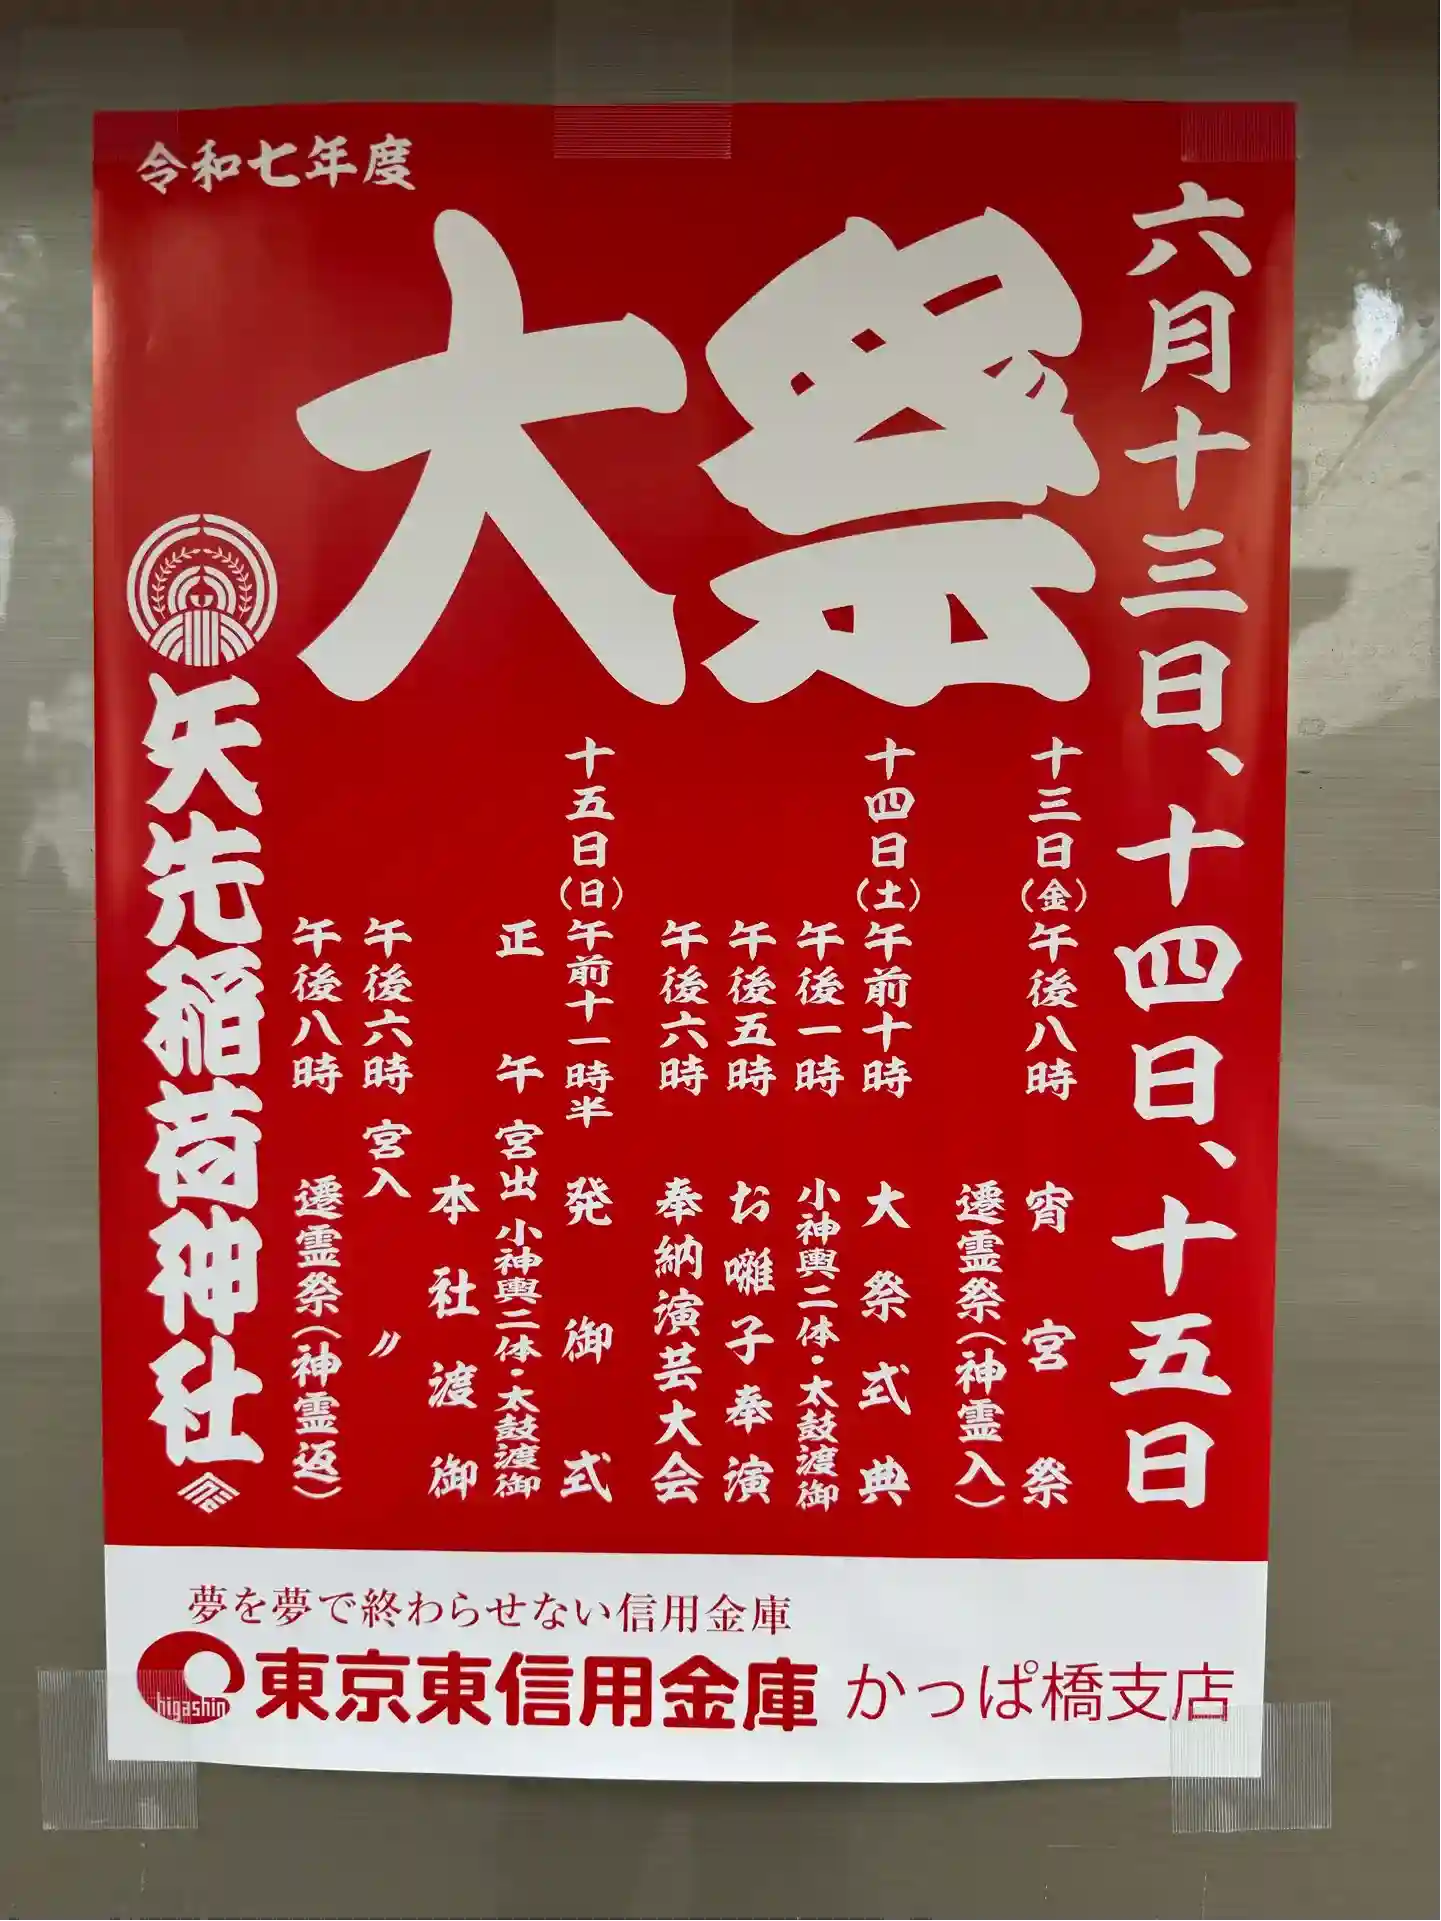 令和七年度
大祭
六月十三日、十四日、十五日
十三日(金)午後八時 宵宮祭
遷霊祭(神霊入)
十四日(土)午前十時 大祭式典
午後一時 小神輿二体・太鼓渡御
午後五時 お囃子奉演
午後六時 奉納演芸大会
十五日(日)午前十一時半 発御式
正午 宮出 小神輿二体・太鼓渡御
本社渡御
午後六時 宮入 〃
午後八時 遷霊祭(神霊返)
矢先稲荷神社
夢を夢で終わらせない信用金庫
higashin 東京東信用金庫 かっぱ橋支店